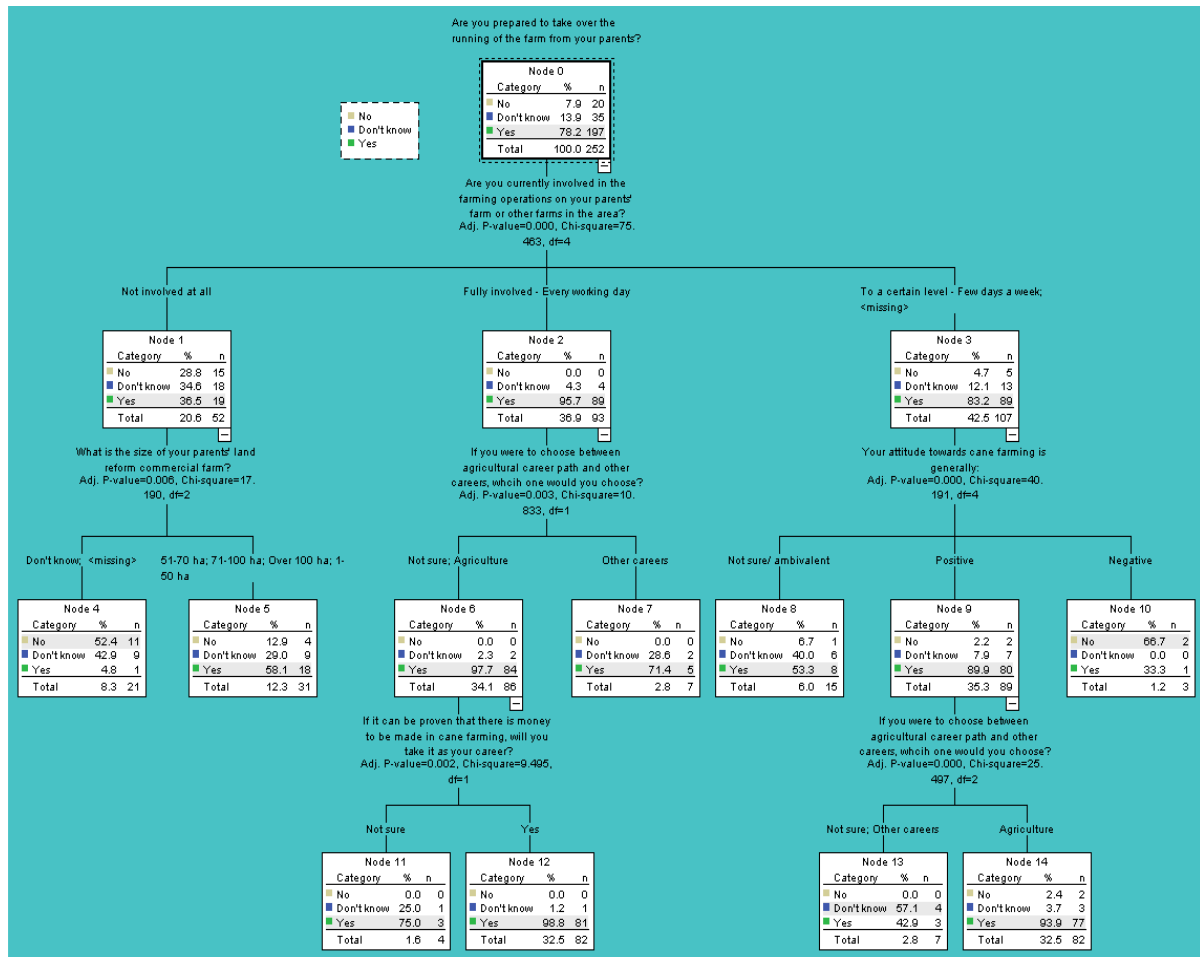 Are you prepared to take over the
running of the farm from your parents?
Node 0
Category % n
No 7.9 20
Don't know 13.9 35
Yes 78.2 197
Total 100.0 252
No
Don't know
Yes
Are you currently involved in the
farming operations on your parents'
farm or other farms in the area?
Adj. P-value=0.000, Chi-square=75.
463, df=4
Not involved at all
Fully involved - Every working day
To a certain level - Few days a week;
<missing>
Node 1
Category % n
No 28.8 15
Don't know 34.6 18
Yes 36.5 19
Total 20.6 52
Node 2
Category % n
No 0.0 0
Don't know 4.3 4
Yes 95.7 89
Total 36.9 93
Node 3
Category % n
No 4.7 5
Don't know 12.1 13
Yes 83.2 89
Total 42.5 107
What is the size of your parents' land
reform commercial farm?
Adj. P-value=0.006, Chi-square=17.
190, df=2
If you were to choose between
agricultural career path and other
careers, whcih one would you choose?
Adj. P-value=0.003, Chi-square=10.
833, df=1
Your attitude towards cane farming is
generally:
Adj. P-value=0.000, Chi-square=40.
191, df=4
Don't know; <missing>
51-70 ha; 71-100 ha; Over 100 ha; 1-
50 ha
Not sure; Agriculture
Other careers
Not sure/ ambivalent
Positive
Negative
Node 4
Category % n
No 52.4 11
Don't know 42.9 9
Yes 4.8 1
Total 8.3 21
Node 5
Category % n
No 12.9 4
Don't know 29.0 9
Yes 58.1 18
Total 12.3 31
Node 6
Category % n
No 0.0 0
Don't know 2.3 2
Yes 97.7 84
Total 34.1 86
Node 7
Category % n
No 0.0 0
Don't know 28.6 2
Yes 71.4 5
Total 2.8 7
Node 8
Category % n
No 6.7 1
Don't know 40.0 6
Yes 53.3 8
Total 6.0 15
Node 9
Category % n
No 2.2 2
Don't know 7.9 7
Yes 89.9 80
Total 35.3 89
Node 10
Category % n
No 66.7 2
Don't know 0.0 0
Yes 33.3 1
Total 1.2 3
If it can be proven that there is money
to be made in cane farming, will you
take it as your career?
Adj. P-value=0.002, Chi-square=9.495,
df=1
If you were to choose between
agricultural career path and other
careers, whcih one would you choose?
Adj. P-value=0.000, Chi-square=25.
497, df=2
Not sure
Yes
Not sure; Other careers
Agriculture
Node 11
Category % n
No 0.0 0
Don't know 25.0 1
Yes 75.0 3
Total 1.6 4
Node 12
Category % n
No 0.0 0
Don't know 1.2 1
Yes 98.8 81
Total 32.5 82
Node 13
Category % n
No 0.0 0
Don't know 57.1 4
Yes 42.9 3
Total 2.8 7
Node 14
Category % n
No 2.4 2
Don't know 3.7 3
Yes 93.9 77
Total 32.5 82